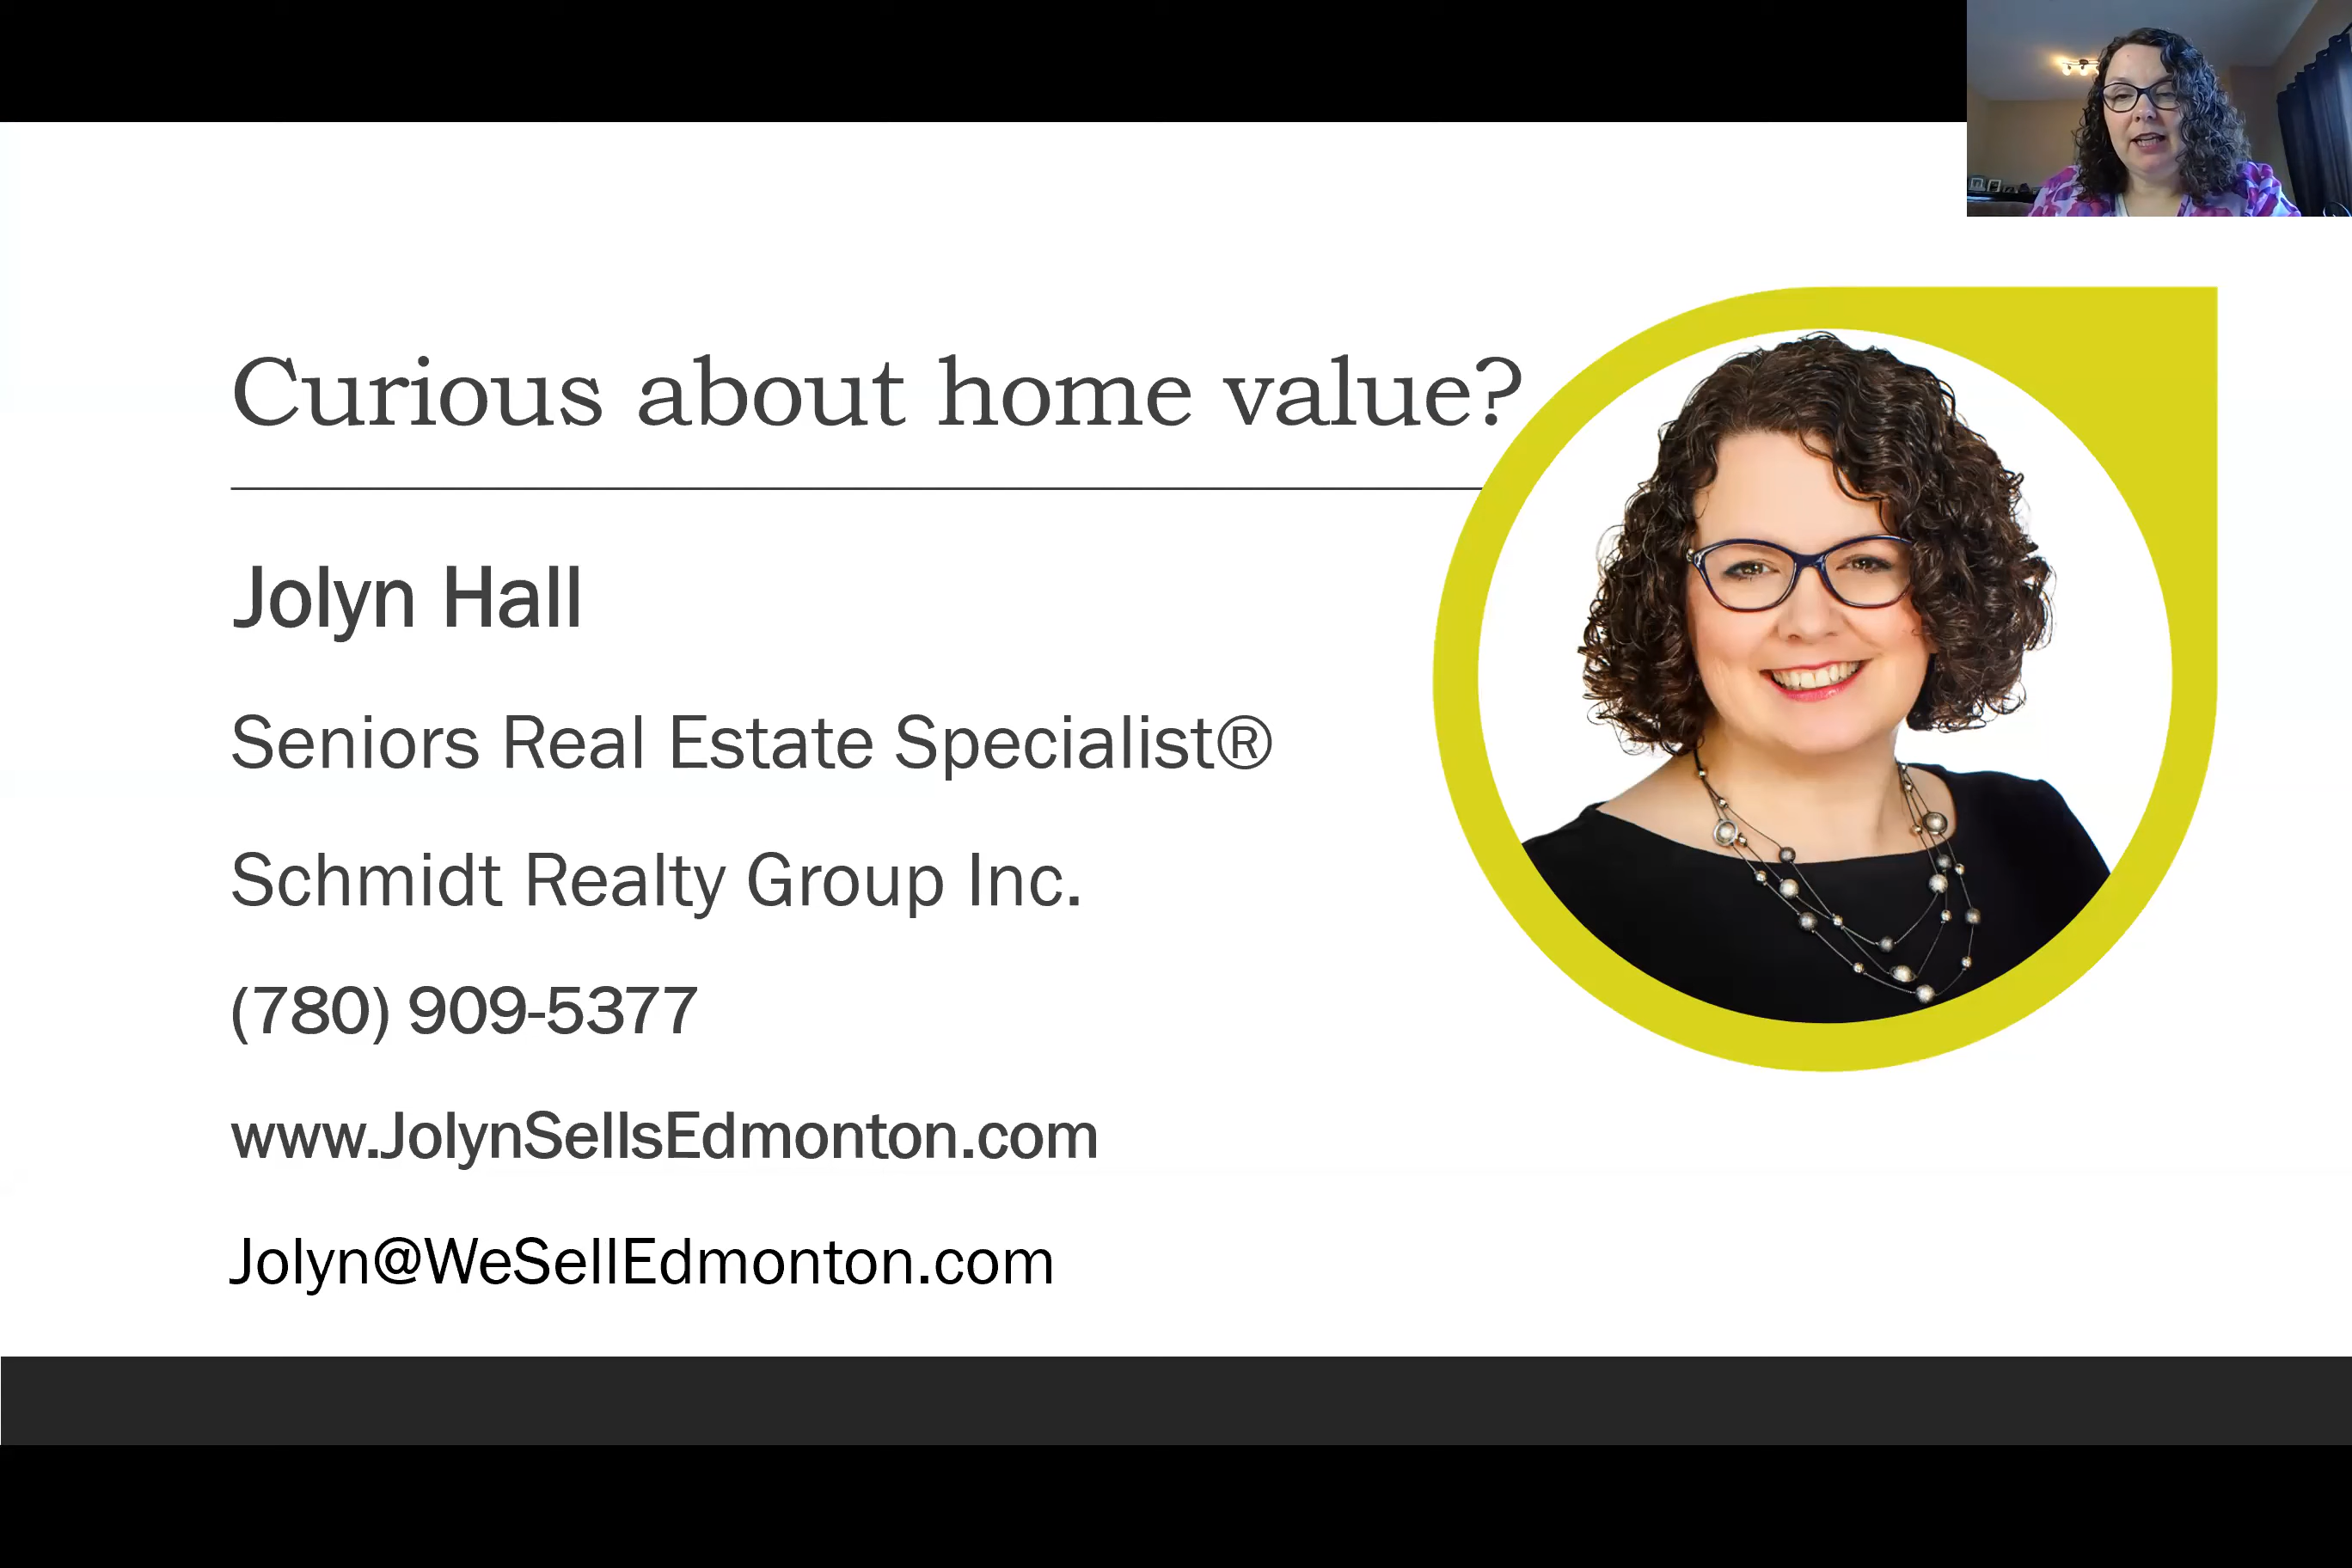 Curious about home value?
Jolyn Hall
Seniors Real Estate Specialist®
Schmidt Realty Group Inc.
(780) 909-5377
www.JolynSellsEdmonton.com
Jolyn@WeSellEdmonton.com